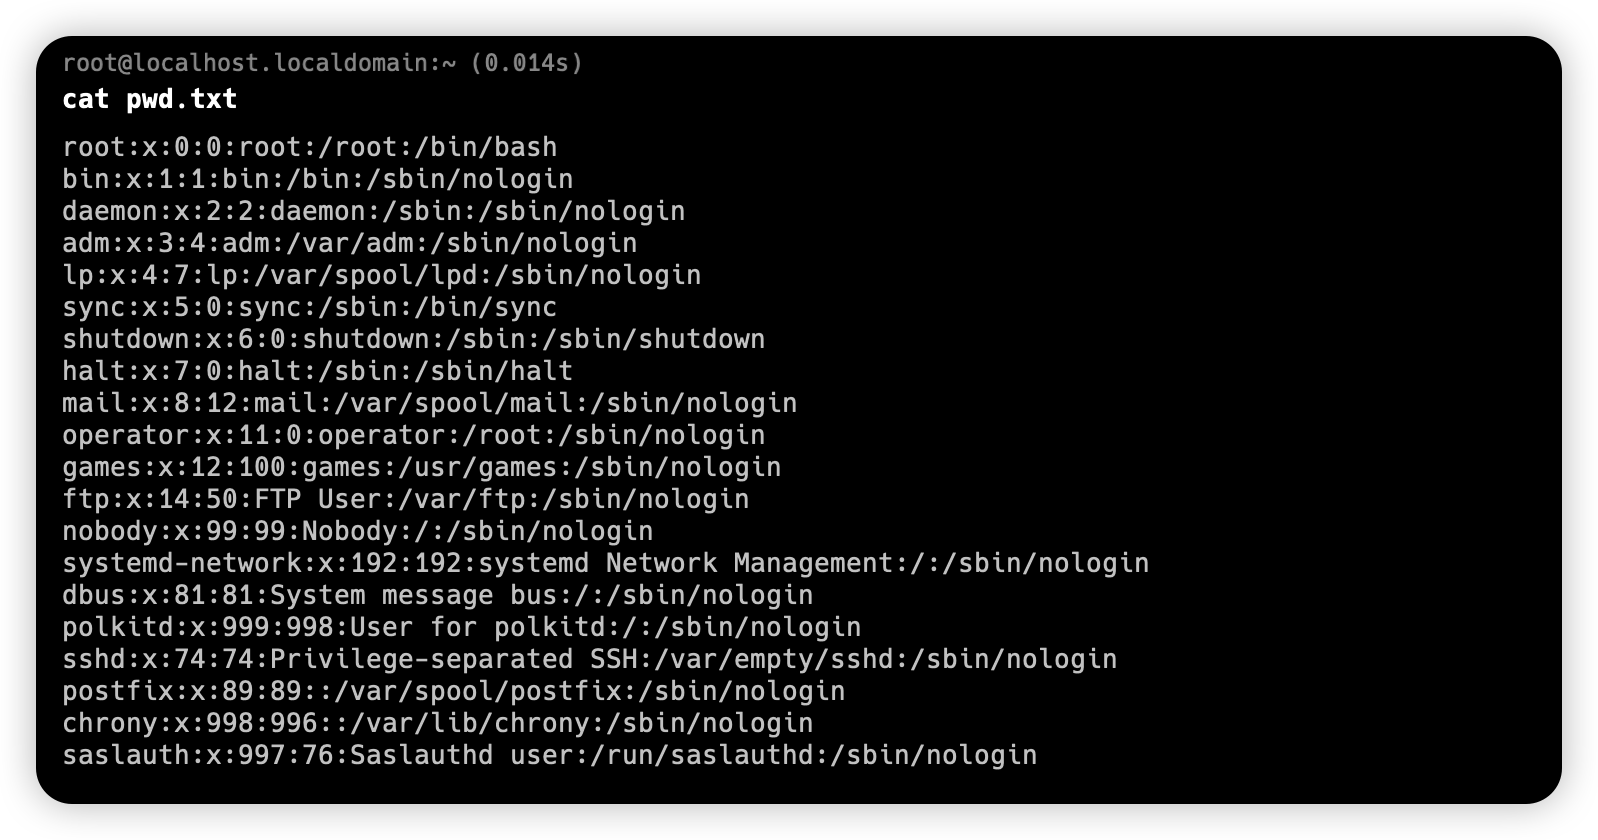 root@localhost.localdomain:~ (0.014s)
cat pwd.txt
root:x:0:0:root:/root:/bin/bash
bin:x:1:1:bin:/bin:/sbin/nologin
daemon:x:2:2:daemon:/sbin:/sbin/nologin
adm:x:3:4:adm:/var/adm:/sbin/nologin
lp:x:4:7:lp:/var/spool/lpd:/sbin/nologin
sync:x:5:0:sync:/sbin:/bin/sync
shutdown:x:6:0:shutdown:/sbin:/sbin/shutdown
halt:x:7:0:halt:/sbin:/sbin/halt
mail:x:8:12:mail:/var/spool/mail:/sbin/nologin
operator:x:11:0:operator:/root:/sbin/nologin
games:x:12:100:games:/usr/games:/sbin/nologin
ftp:x:14:50:FTP User:/var/ftp:/sbin/nologin
nobody:x:99:99:Nobody:/:/sbin/nologin
systemd-network:x:192:192:systemd Network Management:/:/sbin/nologin
dbus:x:81:81:System message bus:/:/sbin/nologin
polkitd:x:999:998:User for polkitd:/:/sbin/nologin
sshd:x:74:74:Privilege-separated SSH:/var/empty/sshd:/sbin/nologin
postfix:x:89:89::/var/spool/postfix:/sbin/nologin
chrony:x:998:996::/var/lib/chrony:/sbin/nologin
saslauth:x:997:76:Saslauthd user:/run/saslauthd:/sbin/nologin